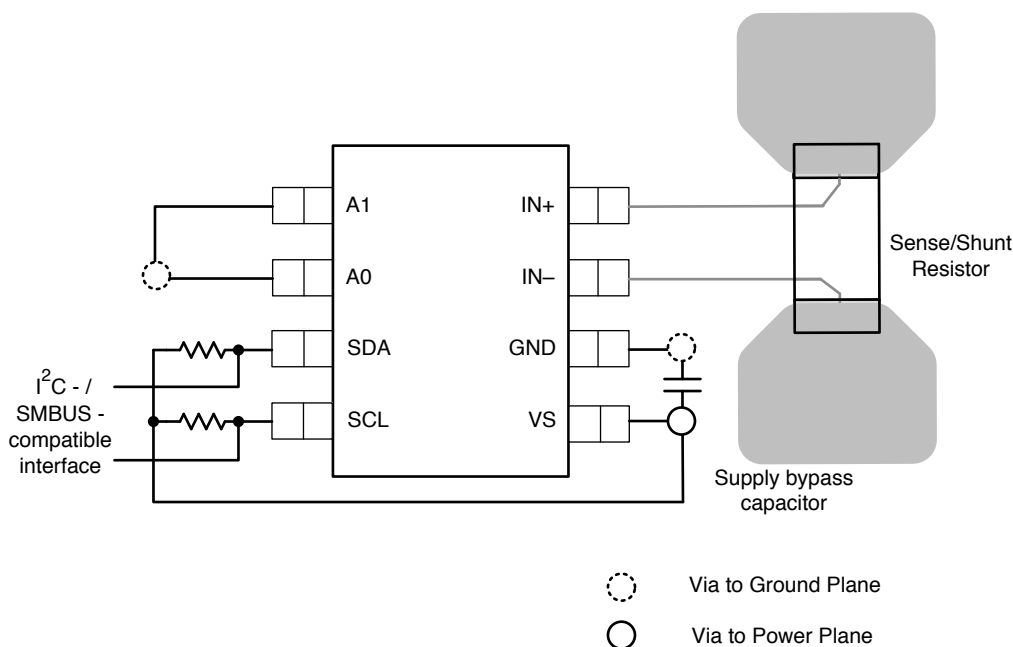 A1
A0
SDA
SCL
IN+
IN–
GND
VS
I²C - /
SMBUS -
compatible
interface
Sense/Shunt
Resistor
Supply bypass
capacitor
Via to Ground Plane
Via to Power Plane